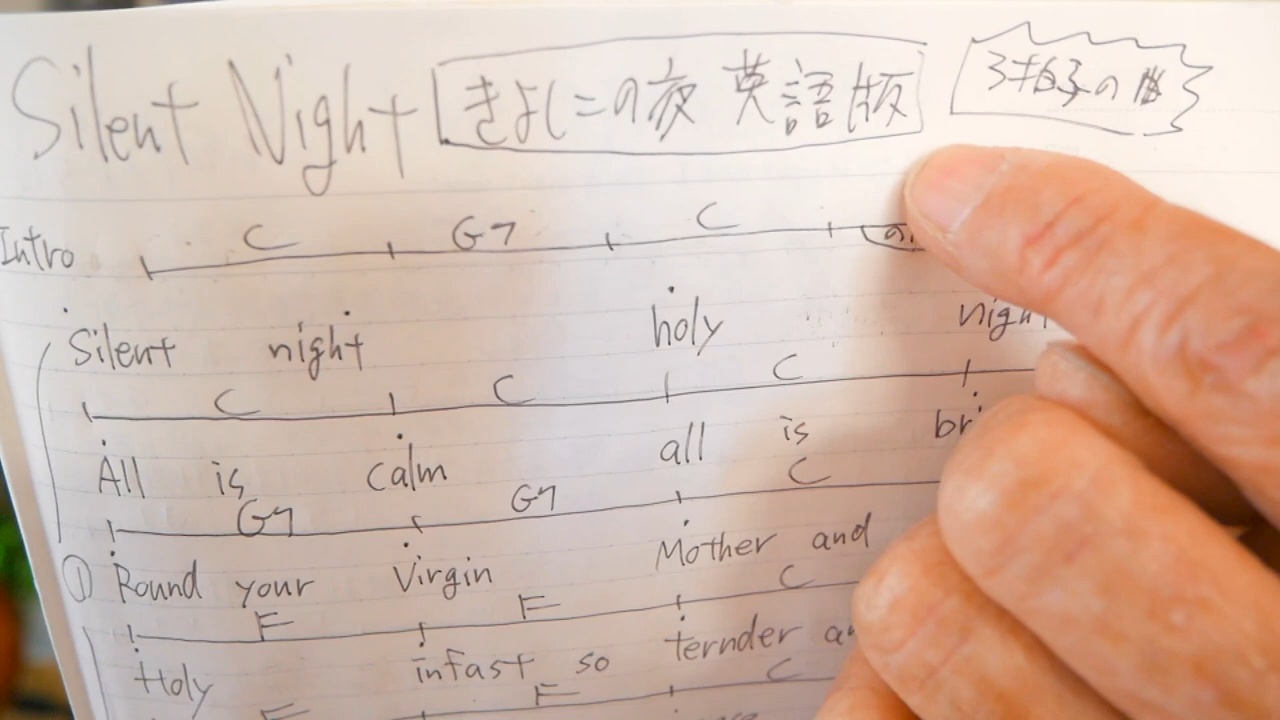 Silent Night きよしこの夜 英語版 3拍子の曲
Intro C G7 C
Silent night holy night
C C C
All is calm all is
G7 G7 C
① Round your Virgin Mother and
F F C
Holy infast so ternder
F F C